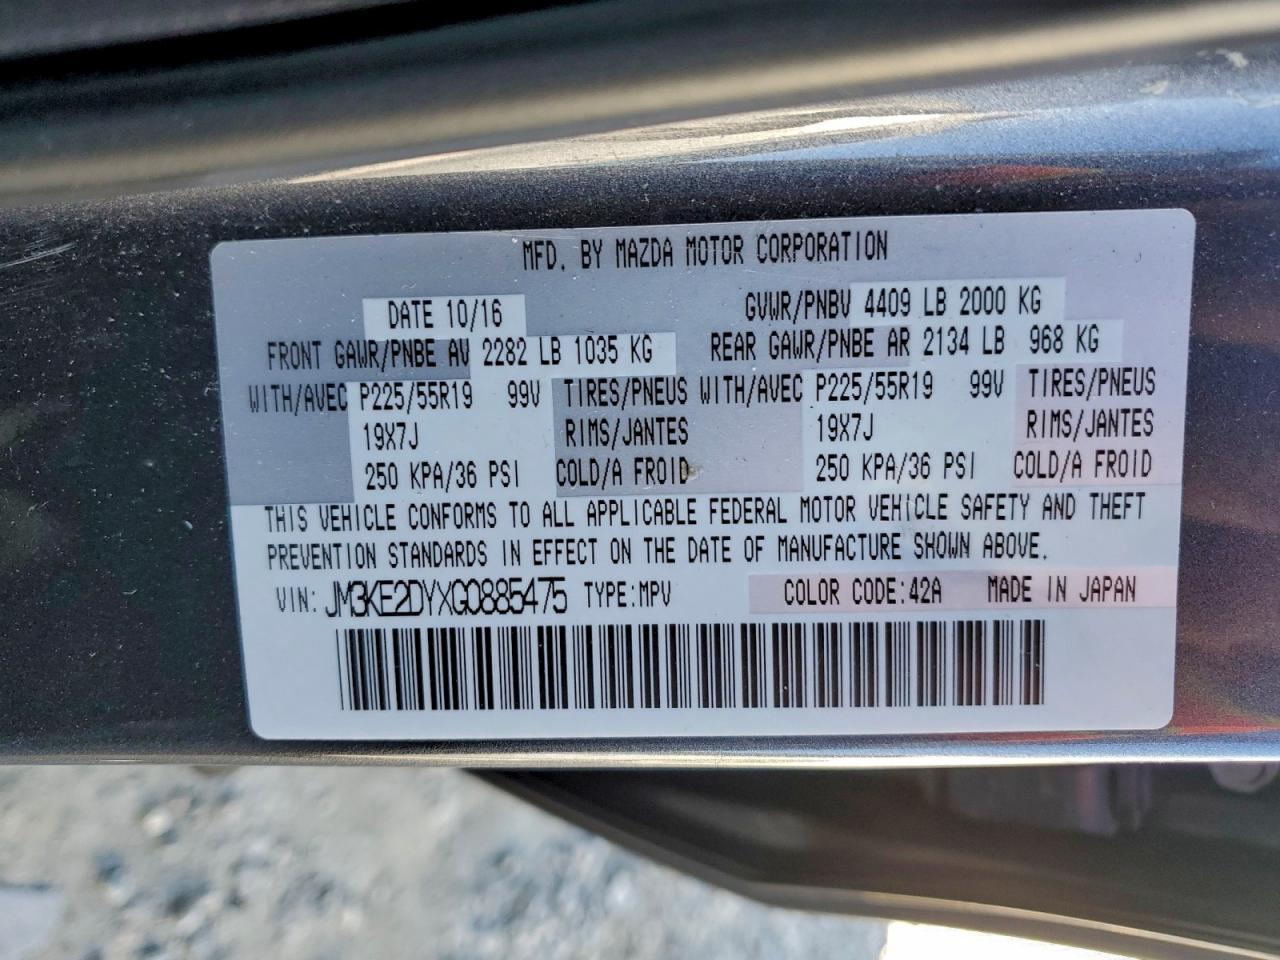 MFD. BY MAZDA MOTOR CORPORATION
DATE 10/16 GVWR/PNBV 4409 LB 2000 KG
FRONT GAWR/PNBE AV 2282 LB 1035 KG REAR GAWR/PNBE AR 2134 LB 968 KG
WITH/AVEC P225/55R19 99V TIRES/PNEUS WITH/AVEC P225/55R19 99V TIRES/PNEUS
19X7J RIMS/JANTES 19X7J RIMS/JANTES
250 KPA/36 PSI COLD/A FROID 250 KPA/36 PSI COLD/A FROID
THIS VEHICLE CONFORMS TO ALL APPLICABLE FEDERAL MOTOR VEHICLE SAFETY AND THEFT
PREVENTION STANDARDS IN EFFECT ON THE DATE OF MANUFACTURE SHOWN ABOVE.
VIN: JM3KE2DYXG0885475 TYPE:MPV COLOR CODE:42A MADE IN JAPAN